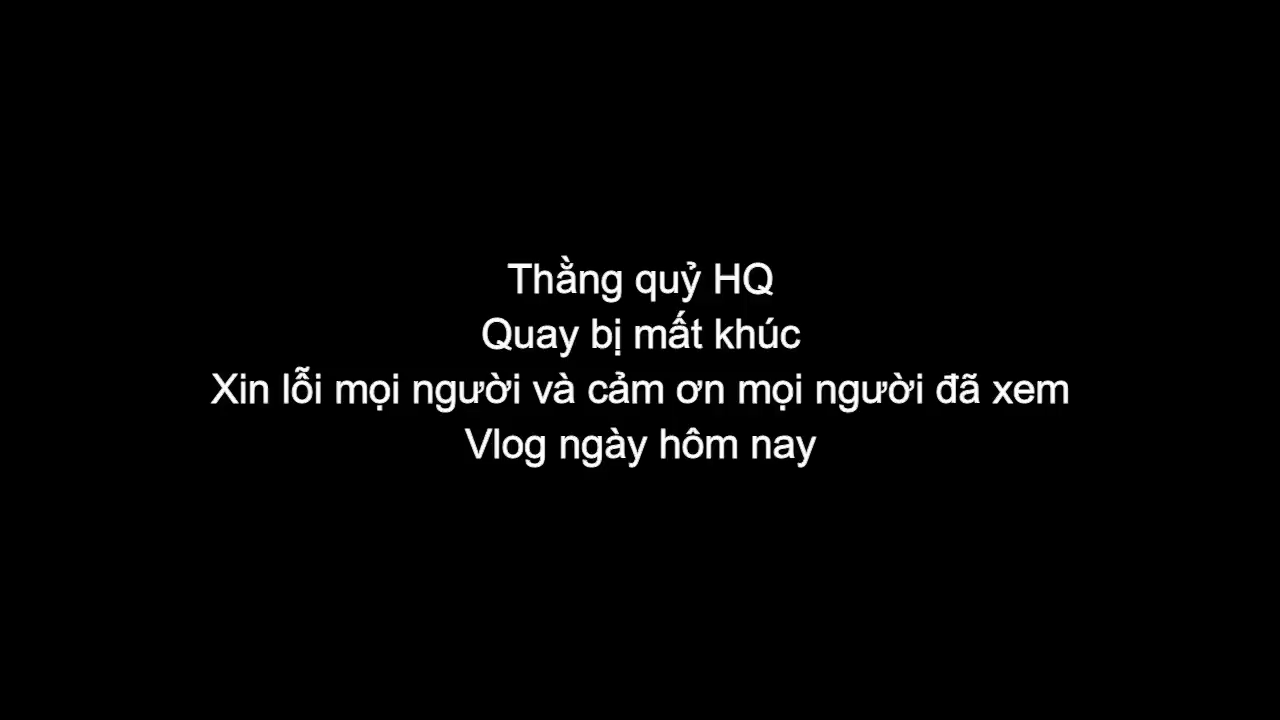 Thằng quỷ HQ
Quay bị mất khúc
Xin lỗi mọi người và cảm ơn mọi người đã xem
Vlog ngày hôm nay